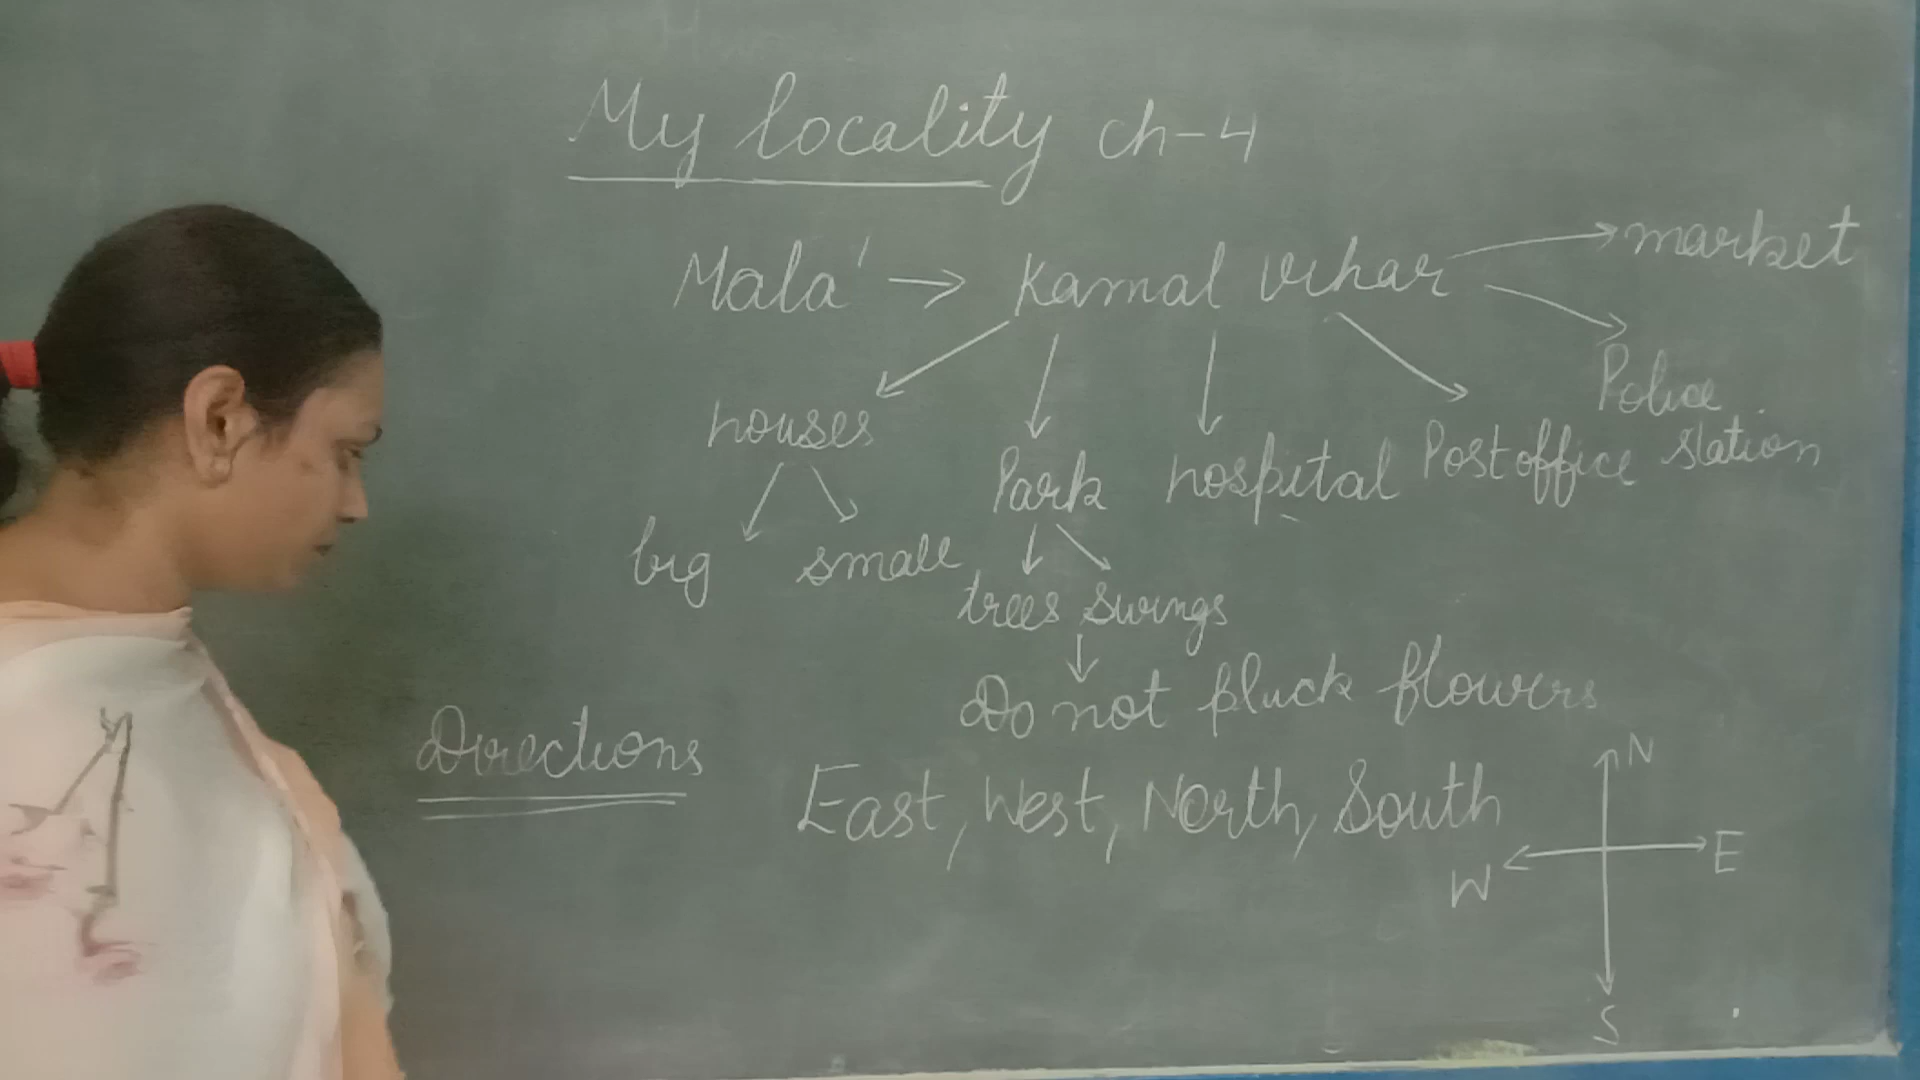 My locality ch-4
Mala' → Kamal Vihar → market
houses Park hospital Post office Police station
big small
trees swings
Do not pluck flowers
Directions
East, West, North, South
N
W E
S